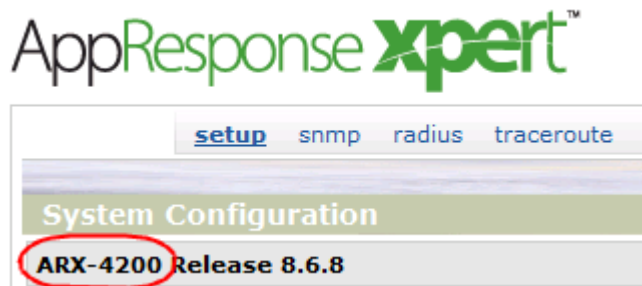 AppResponse xpert™
setup snmp radius traceroute
System Configuration
ARX-4200 Release 8.6.8